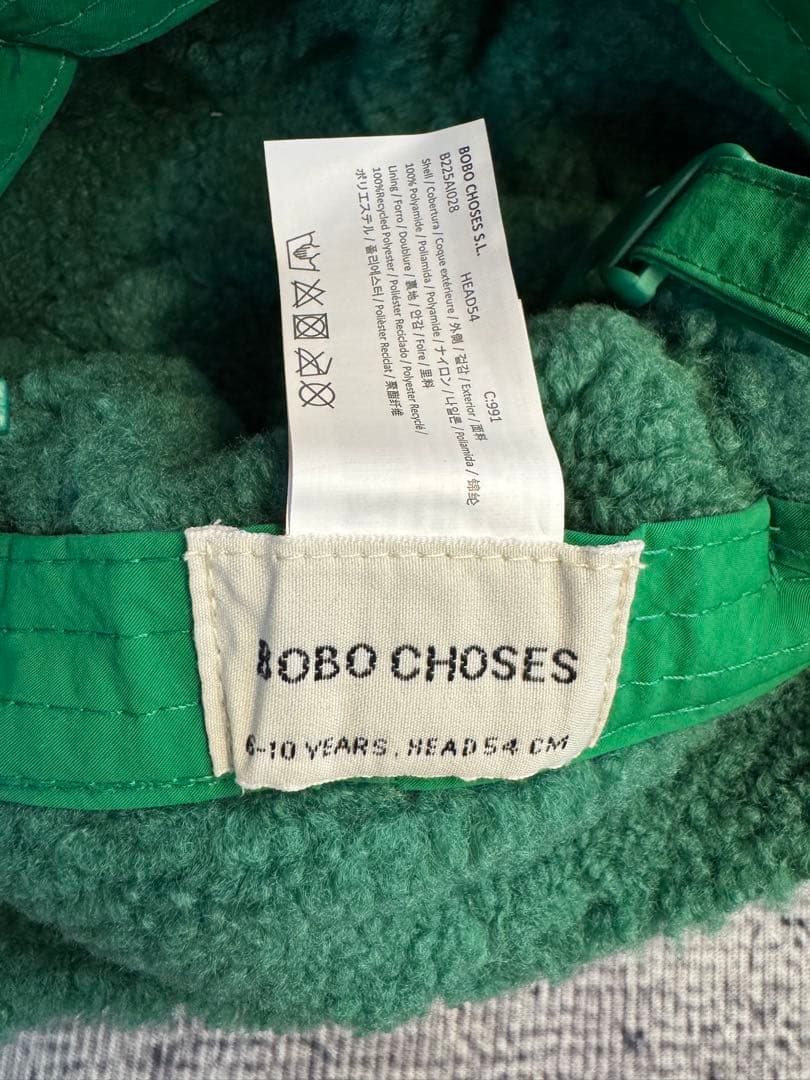 BOBO CHOSES S.L.
B225AI028 HEAD54 C:991
Shell / Cobertura / Coque extérieure / 外側 / 겉감 / Exterior / 面料
100% Polyamide / Poliamida / Polyamide / ナイロン / 나일론 / Poliamida / 锦纶
Lining / Forro / Doublure / 裏地 / 안감 / Folre / 里料
100%Recycled Polyester / Poliéster Reciclado / Polyester Recyclé /
ポリエステル / 폴리에스터 / Polièster Reciclat / 聚酯纤维
BOBO CHOSES
6-10 YEARS. HEAD 54 CM